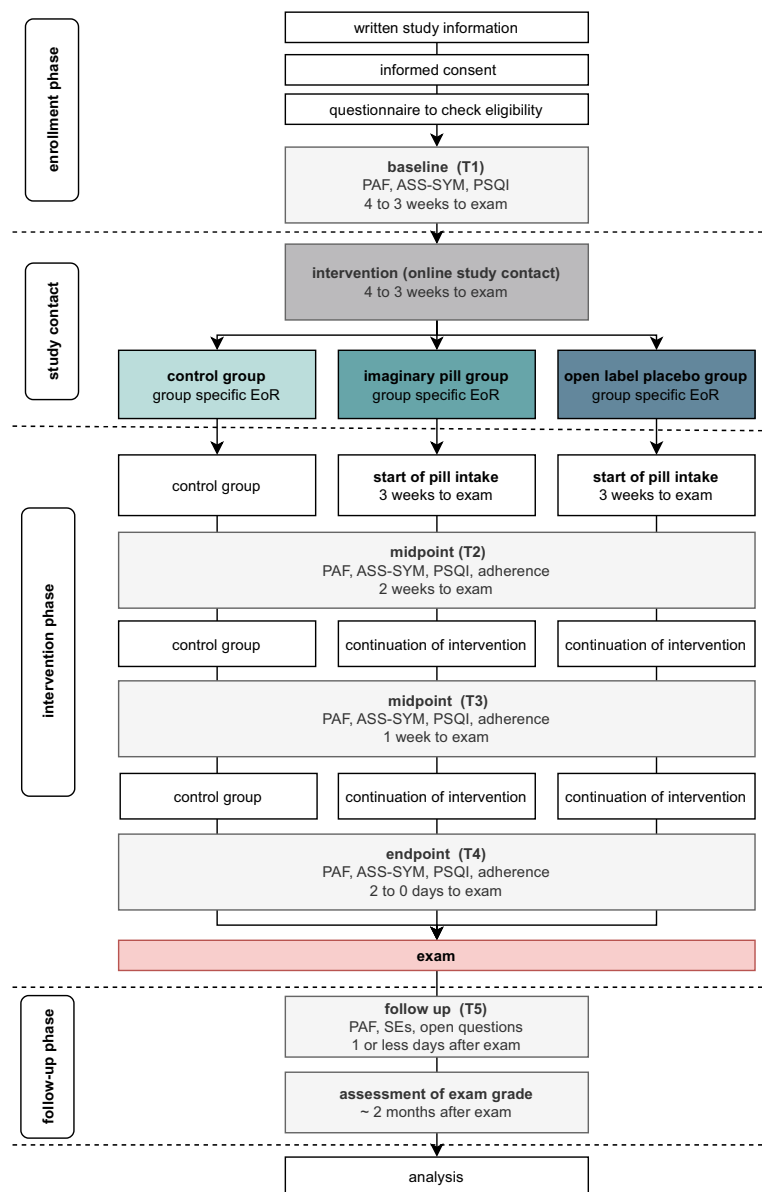 enrollment phase
written study information
informed consent
questionnaire to check eligibility
baseline (T1)
PAF, ASS-SYM, PSQI
4 to 3 weeks to exam
study contact
intervention (online study contact)
4 to 3 weeks to exam
control group
group specific EoR
imaginary pill group
group specific EoR
open label placebo group
group specific EoR
intervention phase
control group
start of pill intake
3 weeks to exam
start of pill intake
3 weeks to exam
midpoint (T2)
PAF, ASS-SYM, PSQI, adherence
2 weeks to exam
control group
continuation of intervention
continuation of intervention
midpoint (T3)
PAF, ASS-SYM, PSQI, adherence
1 week to exam
control group
continuation of intervention
continuation of intervention
endpoint (T4)
PAF, ASS-SYM, PSQI, adherence
2 to 0 days to exam
exam
follow-up phase
follow up (T5)
PAF, SEs, open questions
1 or less days after exam
assessment of exam grade
~ 2 months after exam
analysis